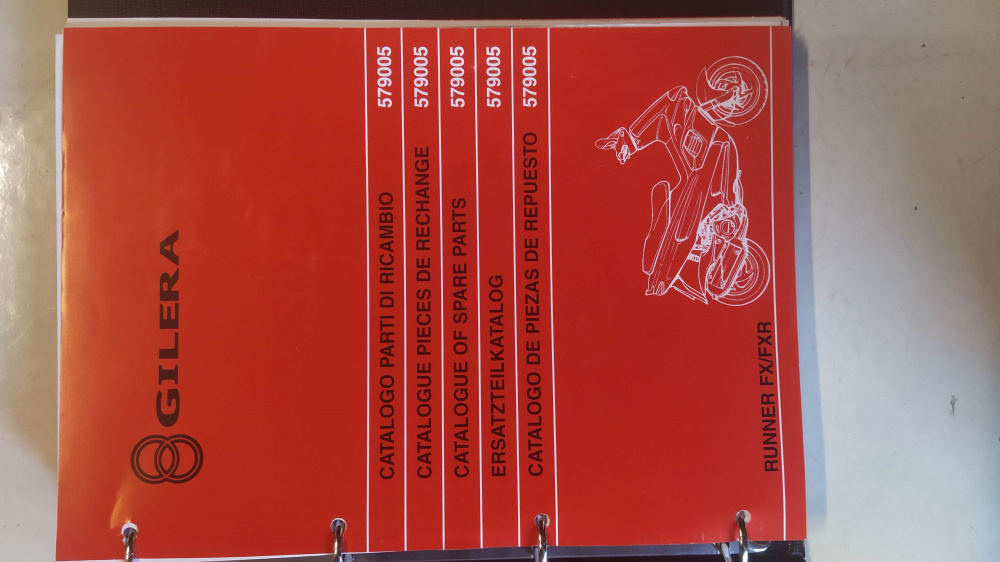 GILERA
CATALOGO PARTI DI RICAMBIO 579005
CATALOGUE PIECES DE RECHANGE 579005
CATALOGUE OF SPARE PARTS 579005
ERSATZTEILKATALOG 579005
CATALOGO DE PIEZAS DE REPUESTO 579005
RUNNER FX/FXR